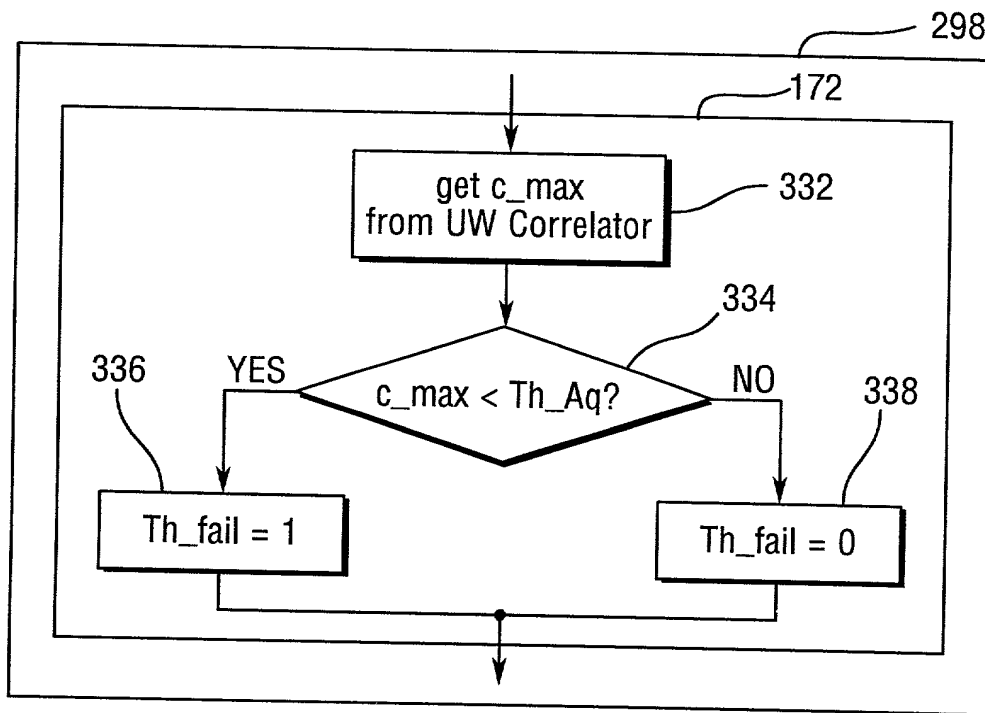 298
172
get c_max
from UW Correlator
332
334
336
YES
c_max < Th_Aq?
NO
338
Th_fail = 1
Th_fail = 0